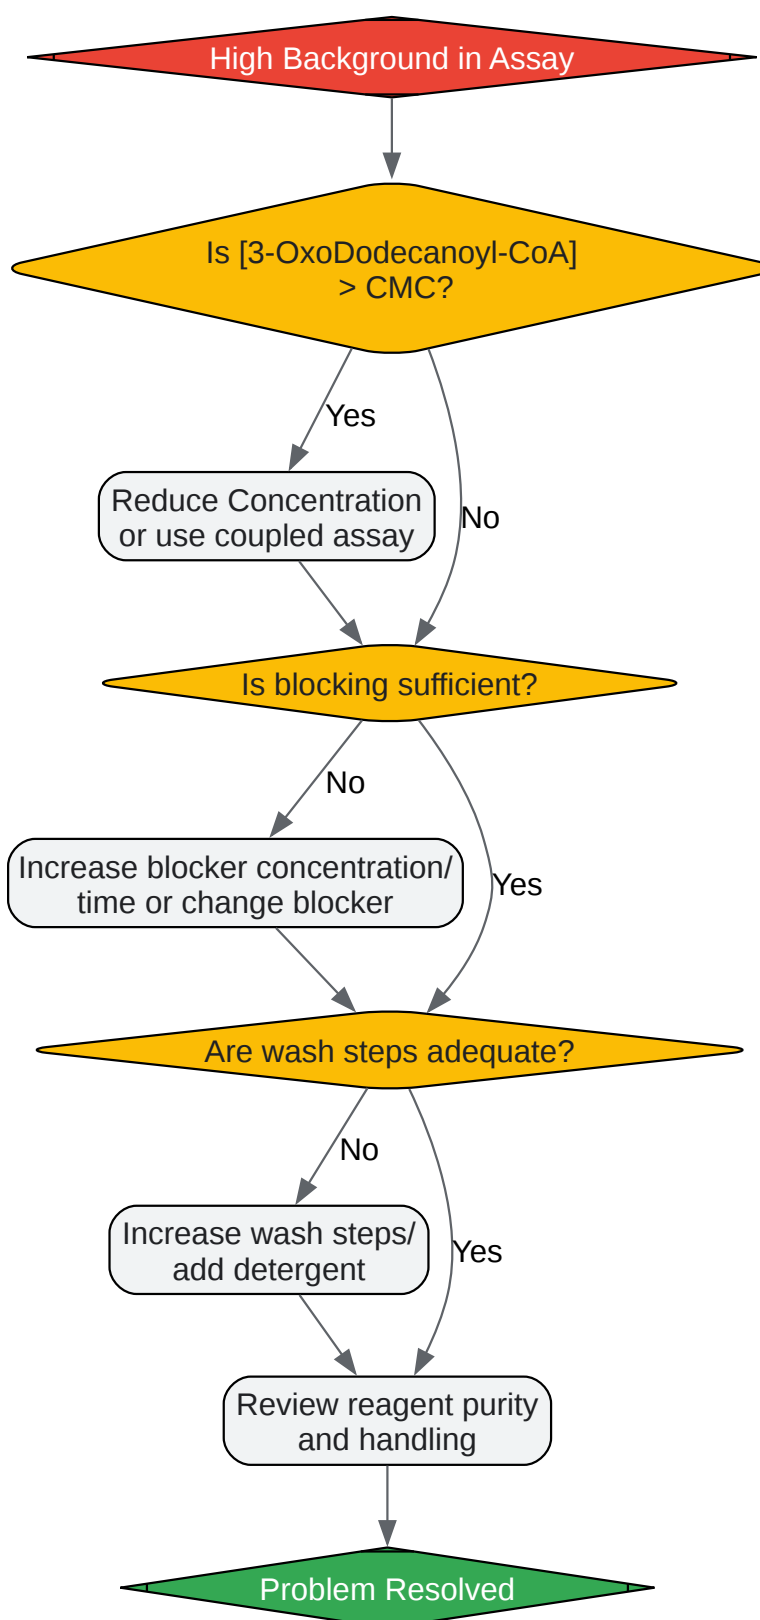 High Background in Assay
Is [3-OxoDodecanoyl-CoA]
> CMC?
Yes
Reduce Concentration
or use coupled assay
No
Is blocking sufficient?
No
Increase blocker concentration/
time or change blocker
Yes
Are wash steps adequate?
No
Increase wash steps/
add detergent
Yes
Review reagent purity
and handling
Problem Resolved